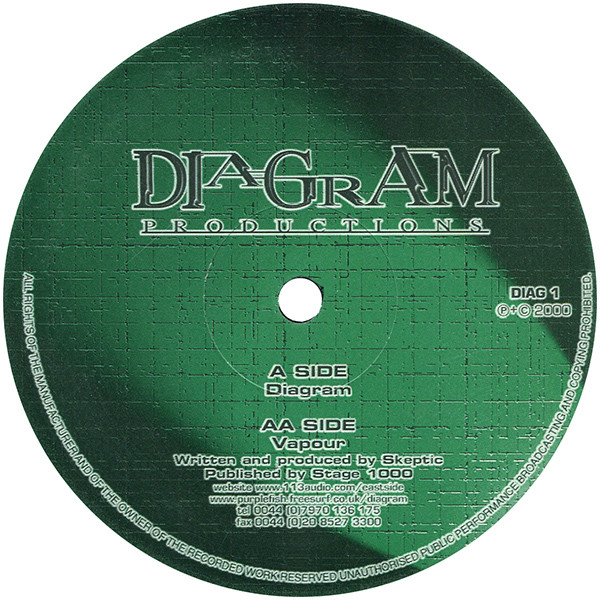 DIAGRAM
PRODUCTIONS
DIAG 1
℗+© 2000
A SIDE
Diagram
AA SIDE
Vapour
Written and produced by Skeptic
Published by Stage 1000
website www.113audio.com/eastside
www.purplefish.freesurf.co.uk/diagram
tel 0044 (0)7970 136 175
fax 0044 (0)20 8527 3300
ALL RIGHTS OF THE MANUFACTURER AND OF THE OWNER OF THE RECORDED WORK RESERVED UNAUTHORISED PUBLIC PERFORMANCE BROADCASTING AND COPYING PROHIBITED.